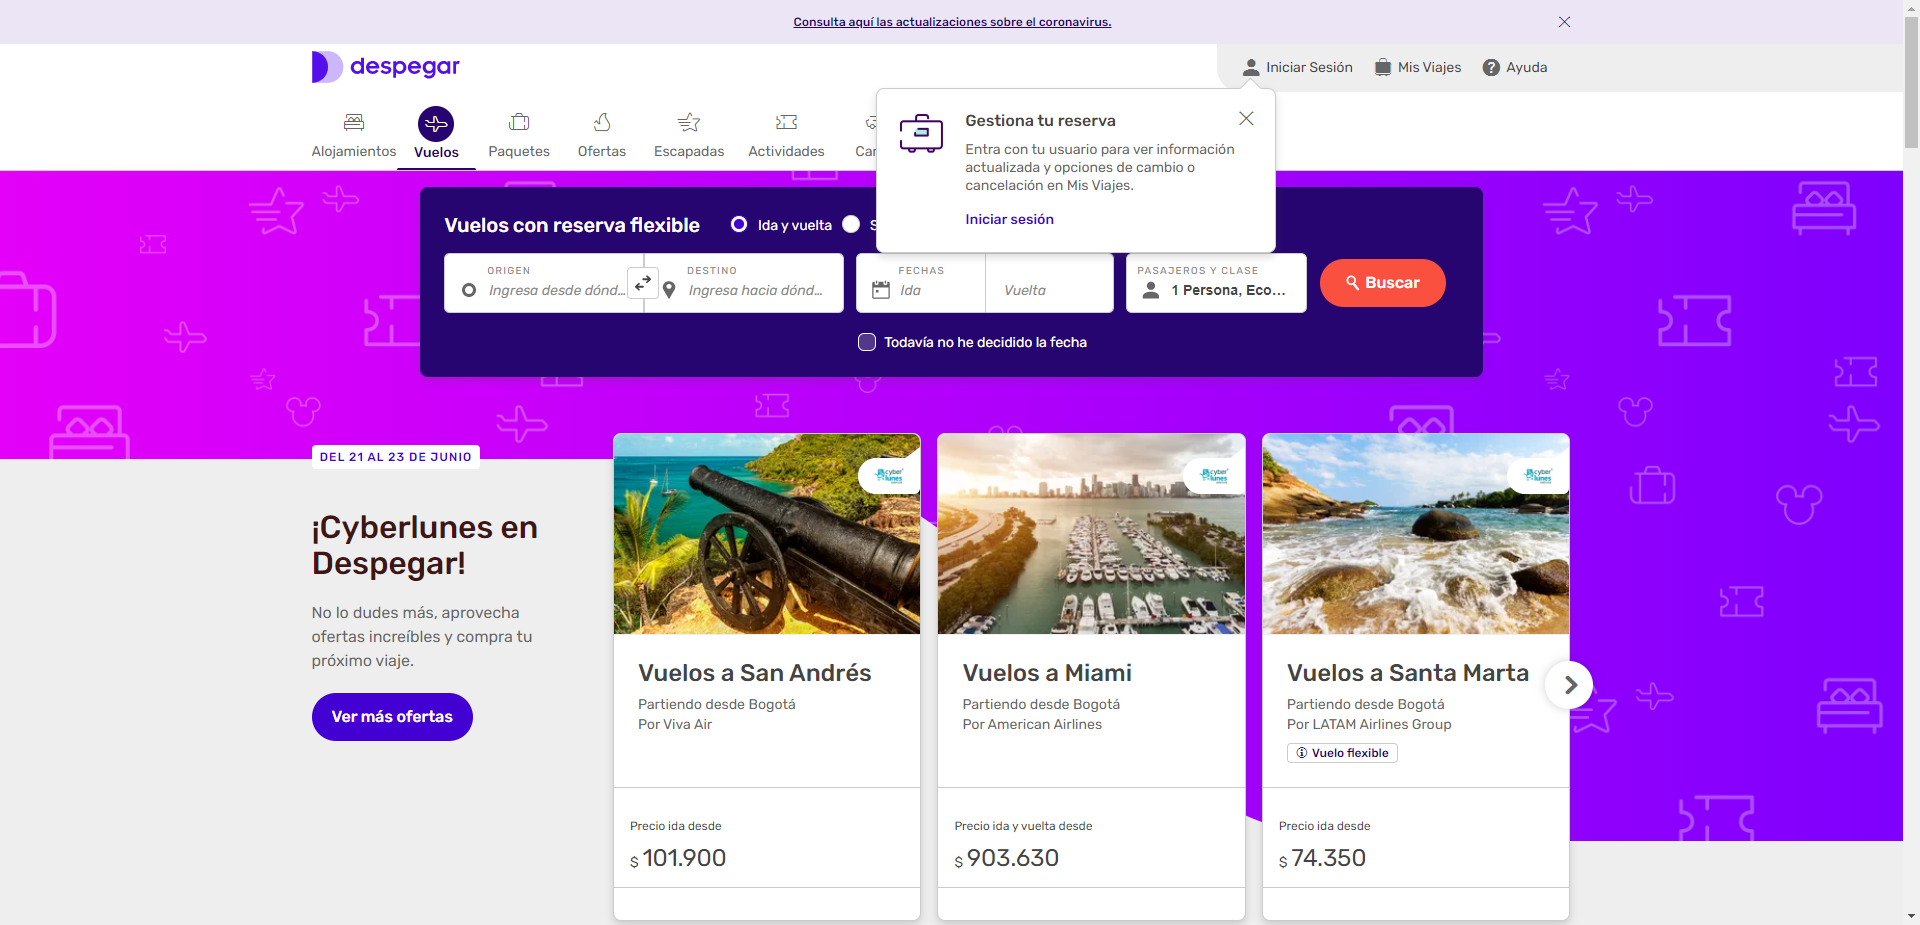 Consulta aquí las actualizaciones sobre el coronavirus.
despegar
Iniciar Sesión
Mis Viajes
Ayuda
Alojamientos
Vuelos
Paquetes
Ofertas
Escapadas
Actividades
Gestiona tu reserva
Entra con tu usuario para ver información
actualizada y opciones de cambio o
cancelación en Mis Viajes.
Iniciar sesión
Vuelos con reserva flexible
Ida y vuelta
ORIGEN
Ingresa desde dónd...
DESTINO
Ingresa hacia dónd...
FECHAS
Ida
Vuelta
PASAJEROS Y CLASE
1 Persona, Eco...
Buscar
Todavía no he decidido la fecha
DEL 21 AL 23 DE JUNIO
¡Cyberlunes en
Despegar!
No lo dudes más, aprovecha
ofertas increíbles y compra tu
próximo viaje.
Ver más ofertas
cyber
lunes
Vuelos a San Andrés
Partiendo desde Bogotá
Por Viva Air
Precio ida desde
$ 101.900
cyber
lunes
Vuelos a Miami
Partiendo desde Bogotá
Por American Airlines
Precio ida y vuelta desde
$ 903.630
cyber
lunes
Vuelos a Santa Marta
Partiendo desde Bogotá
Por LATAM Airlines Group
Vuelo flexible
Precio ida desde
$ 74.350